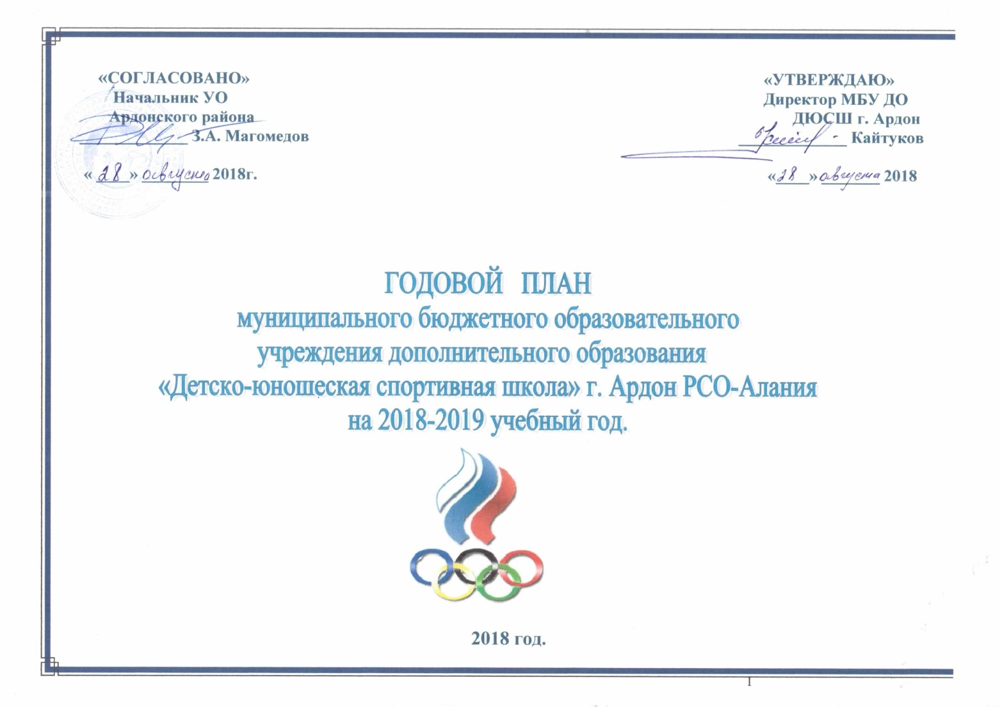 «СОГЛАСОВАНО»
Начальник УО
Ардонского района
З.А. Магомедов
«28» августа 2018г.
«УТВЕРЖДАЮ»
Директор МБУ ДО
ДЮСШ г. Ардон
Кайтуков
«28» августа 2018
ГОДОВОЙ ПЛАН
муниципального бюджетного образовательного
учреждения дополнительного образования
«Детско-юношеская спортивная школа» г. Ардон РСО-Алания
на 2018-2019 учебный год.
2018 год.
1